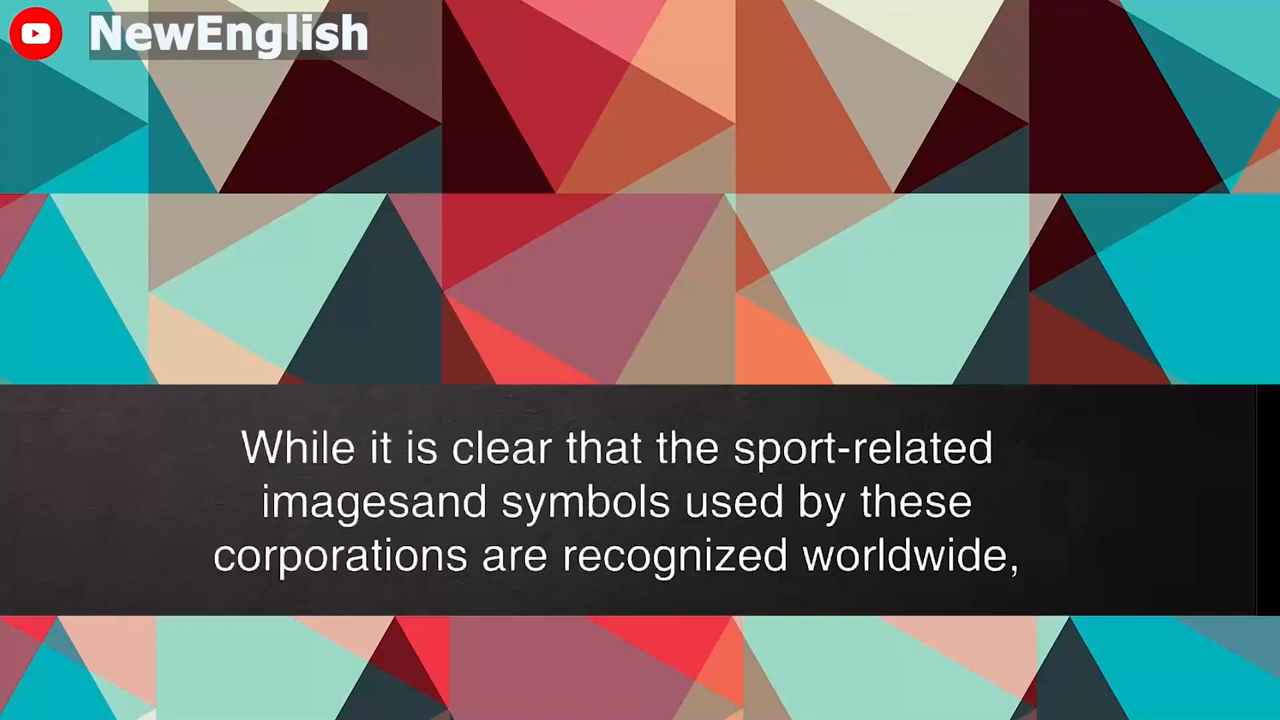 NewEnglish
While it is clear that the sport-related
imagesand symbols used by these
corporations are recognized worldwide,